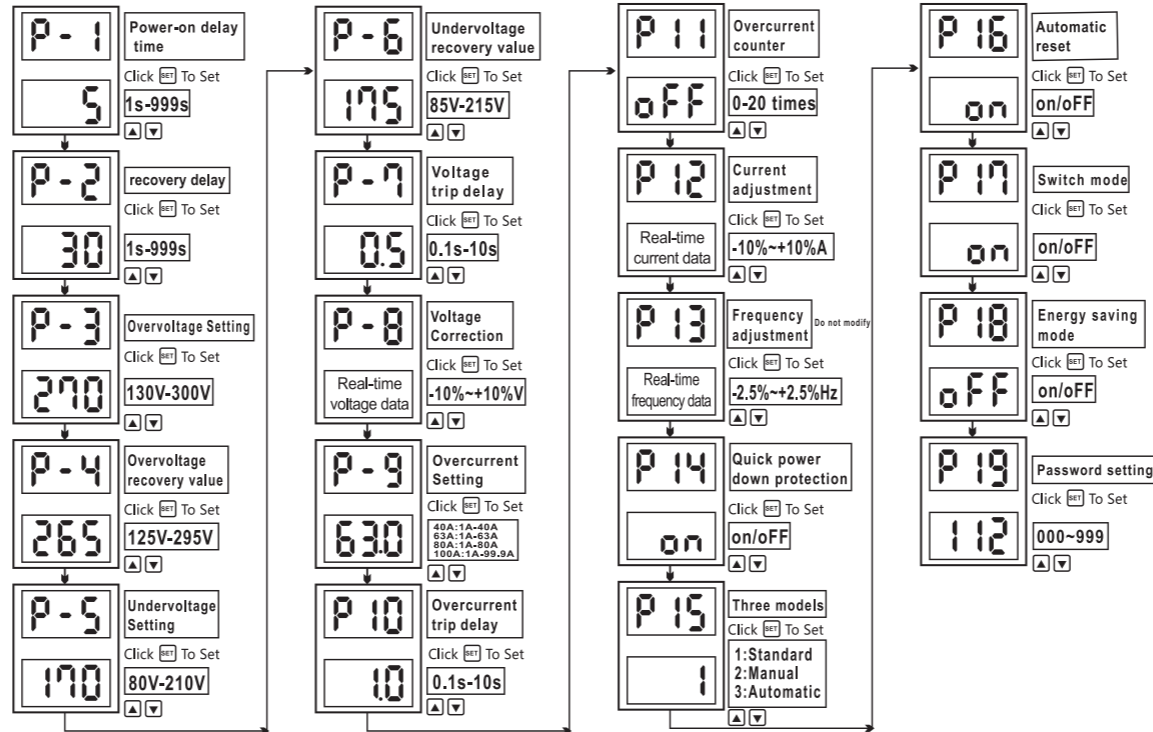 P-1
Power-on delay
time
Click SET To Set
5
1s-999s
▲ ▼
P-2
recovery delay
Click SET To Set
30
1s-999s
▲ ▼
P-3
Overvoltage Setting
Click SET To Set
270
130V-300V
▲ ▼
P-4
Overvoltage
recovery value
Click SET To Set
265
125V-295V
▲ ▼
P-5
Undervoltage
Setting
Click SET To Set
170
80V-210V
▲ ▼
P-6
Undervoltage
recovery value
Click SET To Set
175
85V-215V
▲ ▼
P-7
Voltage
trip delay
Click SET To Set
0.5
0.1s-10s
▲ ▼
P-8
Voltage
Correction
Click SET To Set
Real-time
voltage data
-10%~+10%V
▲ ▼
P-9
Overcurrent
Setting
Click SET To Set
63.0
40A:1A-40A
63A:1A-63A
80A:1A-80A
100A:1A-99.9A
▲ ▼
P10
Overcurrent
trip delay
Click SET To Set
1.0
0.1s-10s
▲ ▼
P11
Overcurrent
counter
Click SET To Set
oFF
0-20 times
▲ ▼
P12
Current
adjustment
Click SET To Set
Real-time
current data
-10%~+10%A
▲ ▼
P13
Frequency
adjustment
Do not modify
Click SET To Set
Real-time
frequency data
-2.5%~+2.5%Hz
▲ ▼
P14
Quick power
down protection
Click SET To Set
on
on/oFF
▲ ▼
P15
Three models
Click SET To Set
1
1:Standard
2:Manual
3:Automatic
▲ ▼
P16
Automatic
reset
Click SET To Set
on
on/oFF
▲ ▼
P17
Switch mode
Click SET To Set
on
on/oFF
▲ ▼
P18
Energy saving
mode
Click SET To Set
oFF
on/oFF
▲ ▼
P19
Password setting
Click SET To Set
112
000~999
▲ ▼